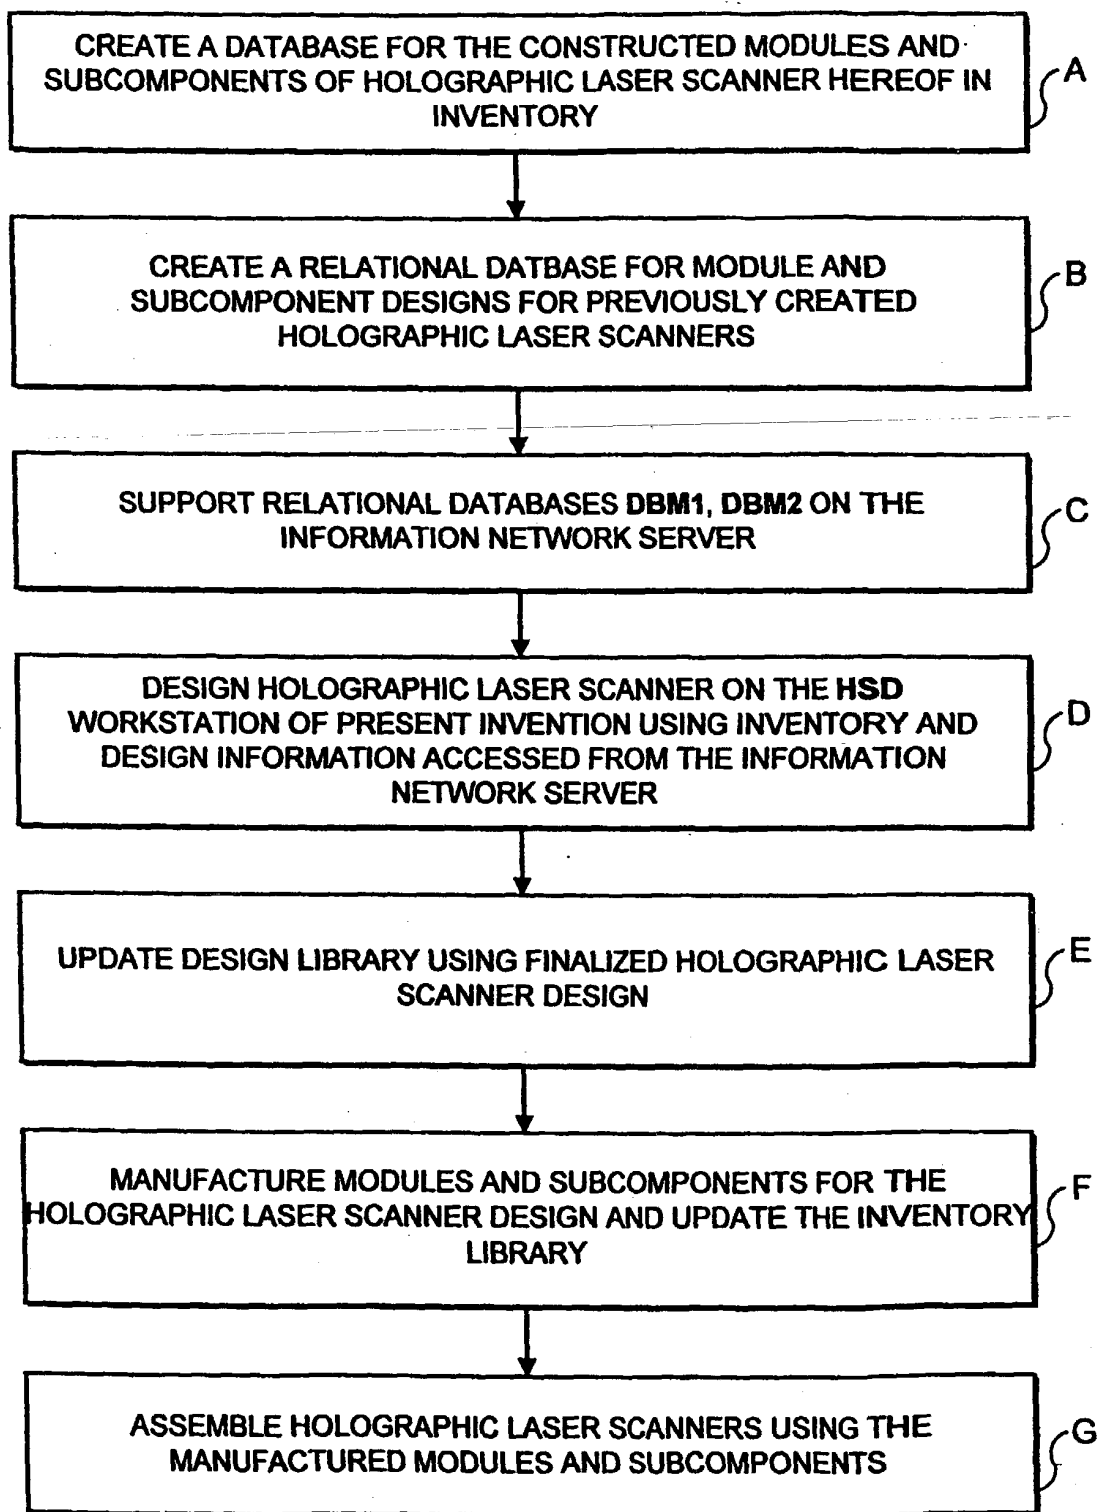 CREATE A DATABASE FOR THE CONSTRUCTED MODULES AND
SUBCOMPONENTS OF HOLOGRAPHIC LASER SCANNER HEREOF IN
INVENTORY
A
CREATE A RELATIONAL DATBASE FOR MODULE AND
SUBCOMPONENT DESIGNS FOR PREVIOUSLY CREATED
HOLOGRAPHIC LASER SCANNERS
B
SUPPORT RELATIONAL DATABASES DBM1, DBM2 ON THE
INFORMATION NETWORK SERVER
C
DESIGN HOLOGRAPHIC LASER SCANNER ON THE HSD
WORKSTATION OF PRESENT INVENTION USING INVENTORY AND
DESIGN INFORMATION ACCESSED FROM THE INFORMATION
NETWORK SERVER
D
UPDATE DESIGN LIBRARY USING FINALIZED HOLOGRAPHIC LASER
SCANNER DESIGN
E
MANUFACTURE MODULES AND SUBCOMPONENTS FOR THE
HOLOGRAPHIC LASER SCANNER DESIGN AND UPDATE THE INVENTORY
LIBRARY
F
ASSEMBLE HOLOGRAPHIC LASER SCANNERS USING THE
MANUFACTURED MODULES AND SUBCOMPONENTS
G